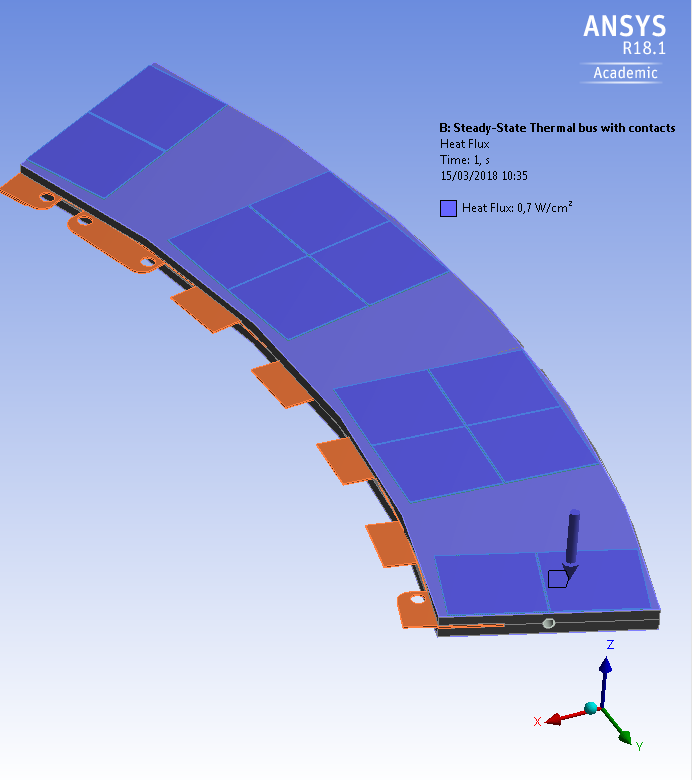 ANSYS
R18.1
Academic
B: Steady-State Thermal bus with contacts
Heat Flux
Time: 1, s
15/03/2018 10:35
Heat Flux: 0,7 W/cm²
Z
X
Y